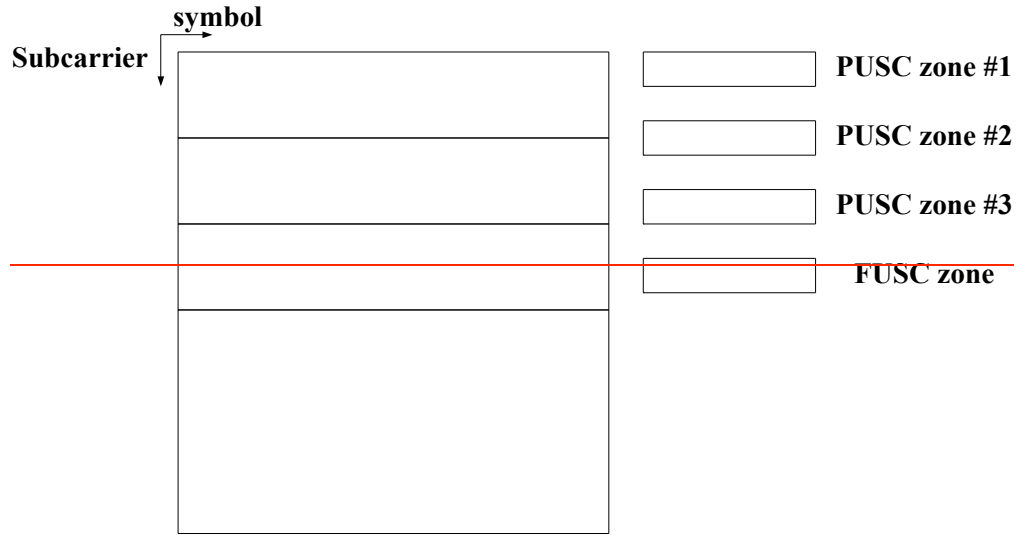 symbol
Subcarrier
PUSC zone #1
PUSC zone #2
PUSC zone #3
FUSC zone